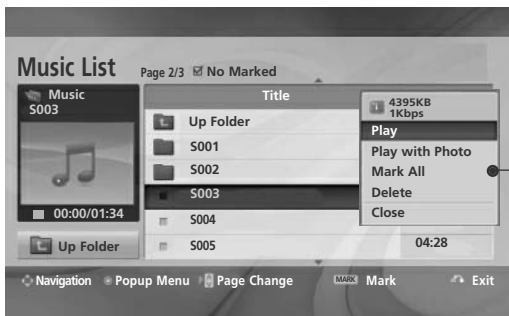 Music List
Page 2/3 No Marked
Music
S003
00:00/01:34
Up Folder
Title
Up Folder
S001
S002
S003
S004
S005
04:28
4395KB
1Kbps
Play
Play with Photo
Mark All
Delete
Close
Navigation Popup Menu Page Change MARK Mark Exit